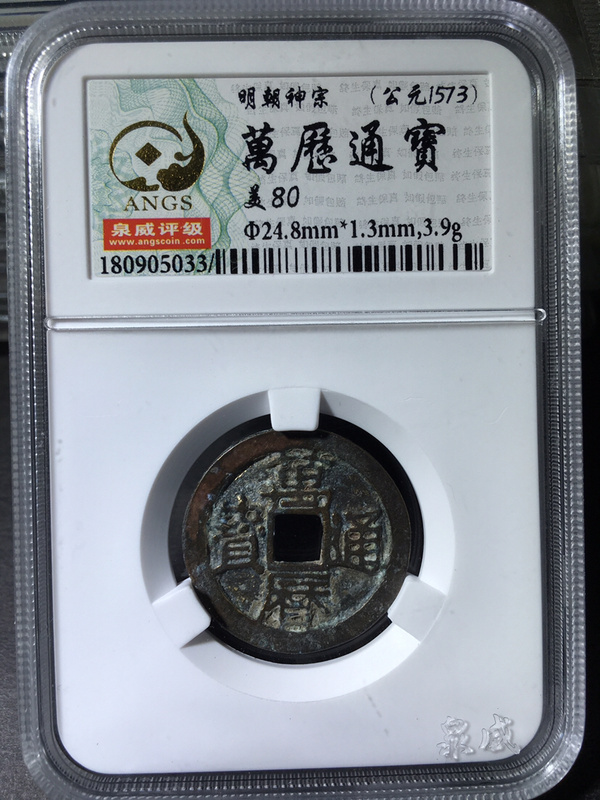 明朝神宗 (公元1573)
萬曆通寶
美80
Φ24.8mm*1.3mm,3.9g
ANGS
泉威评级
www.angscoin.com
180905033/
萬曆通寶
泉威